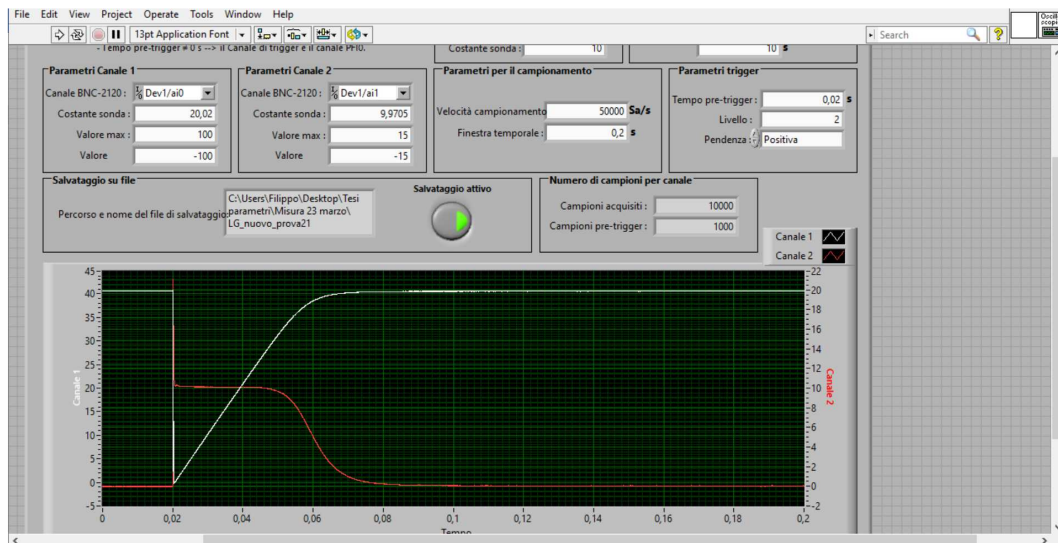 File Edit View Project Operate Tools Window Help
Oscillo
scopio
13pt Application Font
Search
- Tempo pre-trigger ≠ 0 s --> il Canale di trigger è il canale PFI0.
Costante sonda : 10
10 s
Parametri Canale 1
Canale BNC-2120 : Dev1/ai0
Costante sonda : 20,02
Valore max : 100
Valore -100
Parametri Canale 2
Canale BNC-2120 : Dev1/ai1
Costante sonda : 9,9705
Valore max : 15
Valore -15
Parametri per il campionamento
Velocità campionamento 50000 Sa/s
Finestra temporale : 0,2 s
Parametri trigger
Tempo pre-trigger : 0,02 s
Livello : 2
Pendenza : Positiva
Salvataggio su file
Percorso e nome del file di salvataggio:
C:\Users\Filippo\Desktop\Tesi
parametri\Misura 23 marzo\
LG_nuovo_prova21
Salvataggio attivo
Numero di campioni per canale
Campioni acquisiti : 10000
Campioni pre-trigger : 1000
Canale 1
Canale 2
45
40
35
30
25
20
15
10
5
0
-5
Canale 1
22
20
18
16
14
12
10
8
6
4
2
0
-2
Canale 2
0 0,02 0,04 0,06 0,08 0,1 0,12 0,14 0,16 0,18 0,2
Tempo